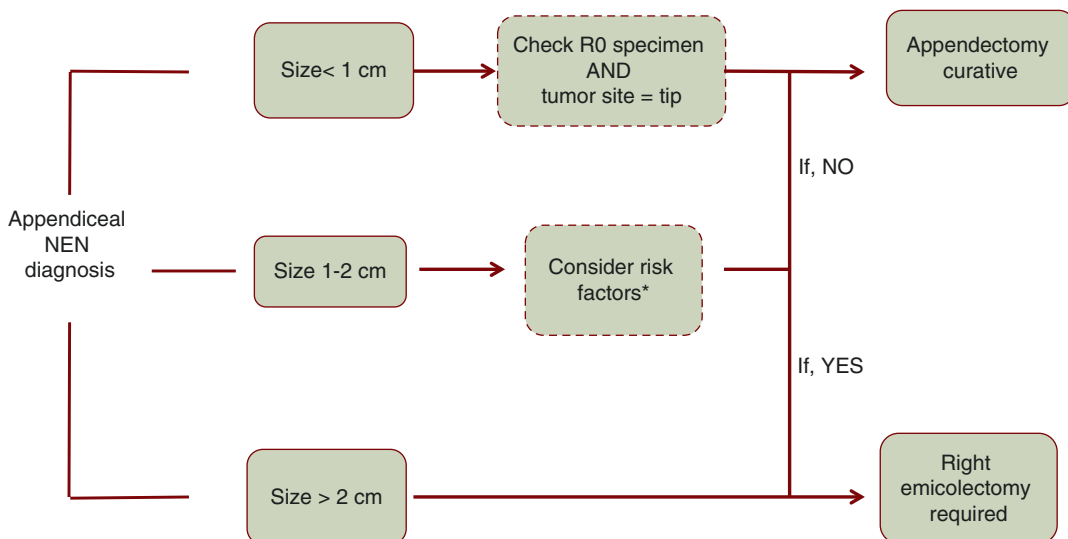 Size< 1 cm
Check R0 specimen
AND
tumor site = tip
Appendectomy
curative
If, NO
Appendiceal
NEN
diagnosis
Size 1-2 cm
Consider risk
factors*
If, YES
Size > 2 cm
Right
emicolectomy
required